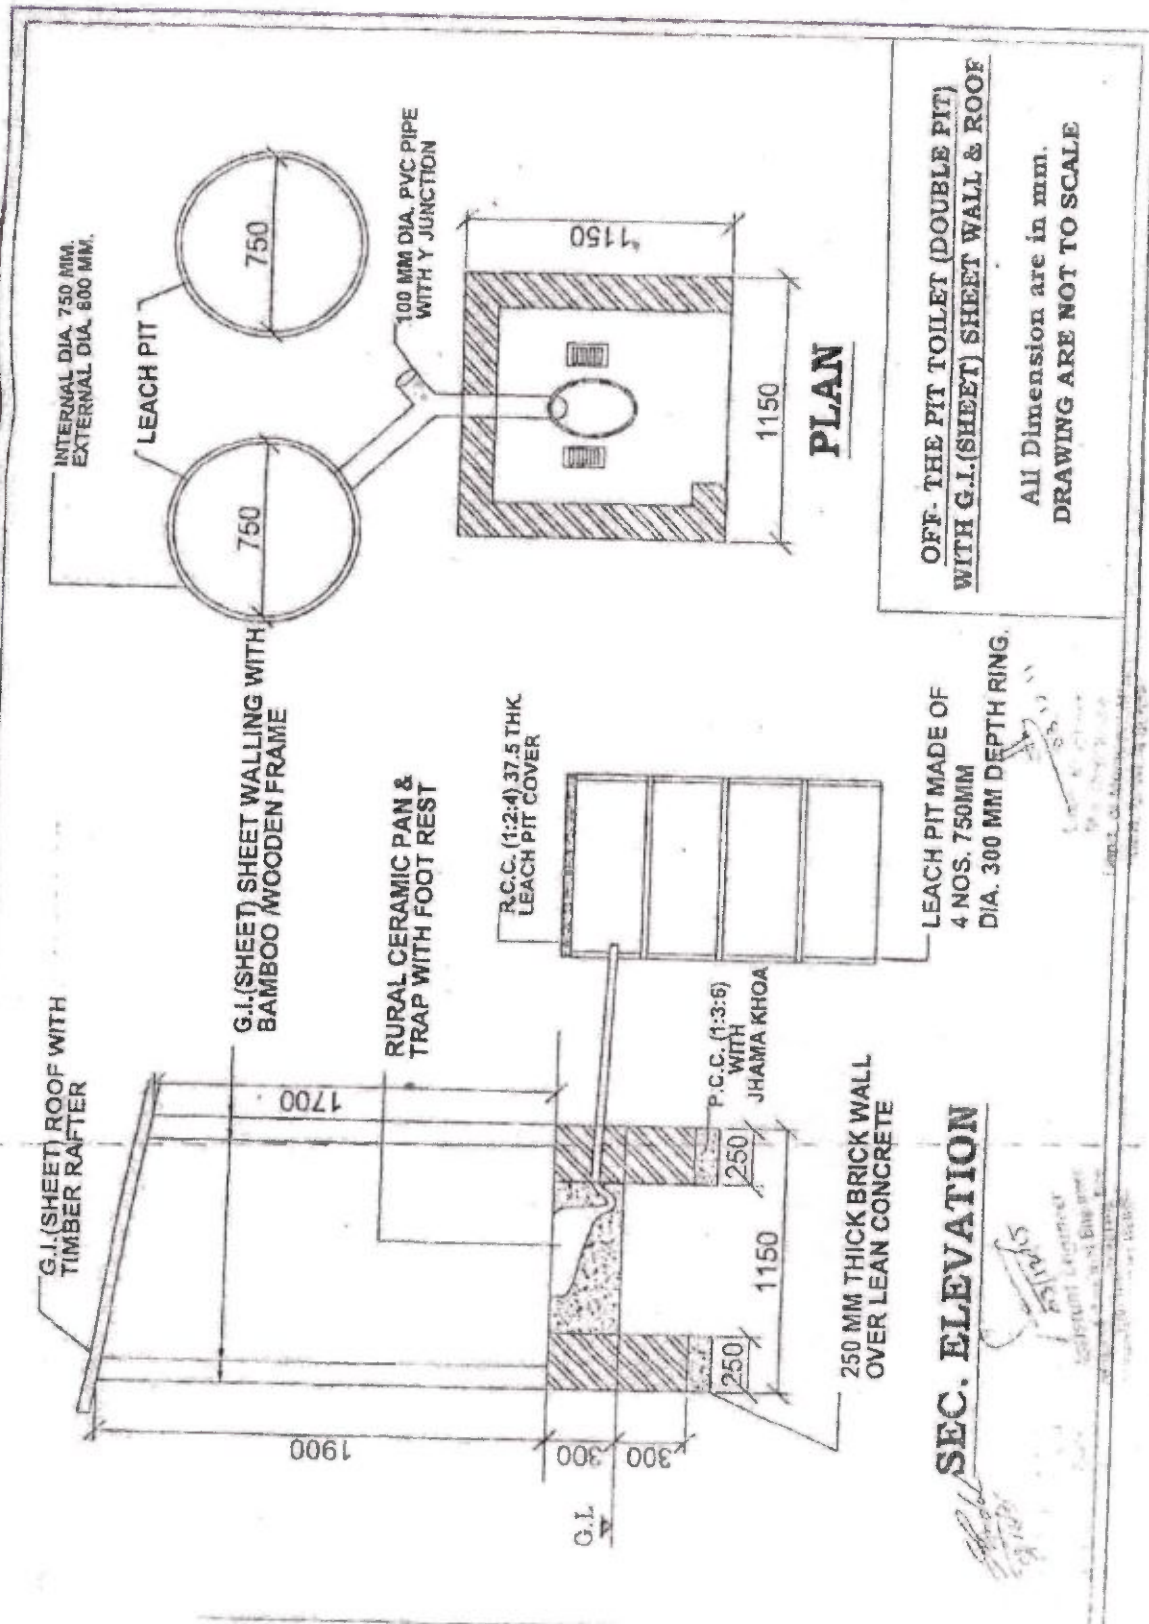 INTERNAL DIA. 750 MM.
EXTERNAL DIA. 800 MM.
LEACH PIT
750
750
100 MM DIA. PVC PIPE
WITH Y JUNCTION
1150
1150
PLAN
G.I.(SHEET) ROOF WITH
TIMBER RAFTER
G.I.(SHEET) SHEET WALLING WITH
BAMBOO /WOODEN FRAME
RURAL CERAMIC PAN &
TRAP WITH FOOT REST
1700
1900
300
300
G.L
R.C.C. (1:2:4) 37.5 THK.
LEACH PIT COVER
P.C.C. (1:3:6)
WITH
JHAMA KHOA
250
250
1150
250 MM THICK BRICK WALL
OVER LEAN CONCRETE
LEACH PIT MADE OF
4 NOS. 750MM
DIA. 300 MM DEPTH RING.
SEC. ELEVATION
OFF- THE PIT TOILET (DOUBLE PIT)
WITH G.I.(SHEET) SHEET WALL & ROOF
All Dimension are in mm.
DRAWING ARE NOT TO SCALE
Assistant Engineer